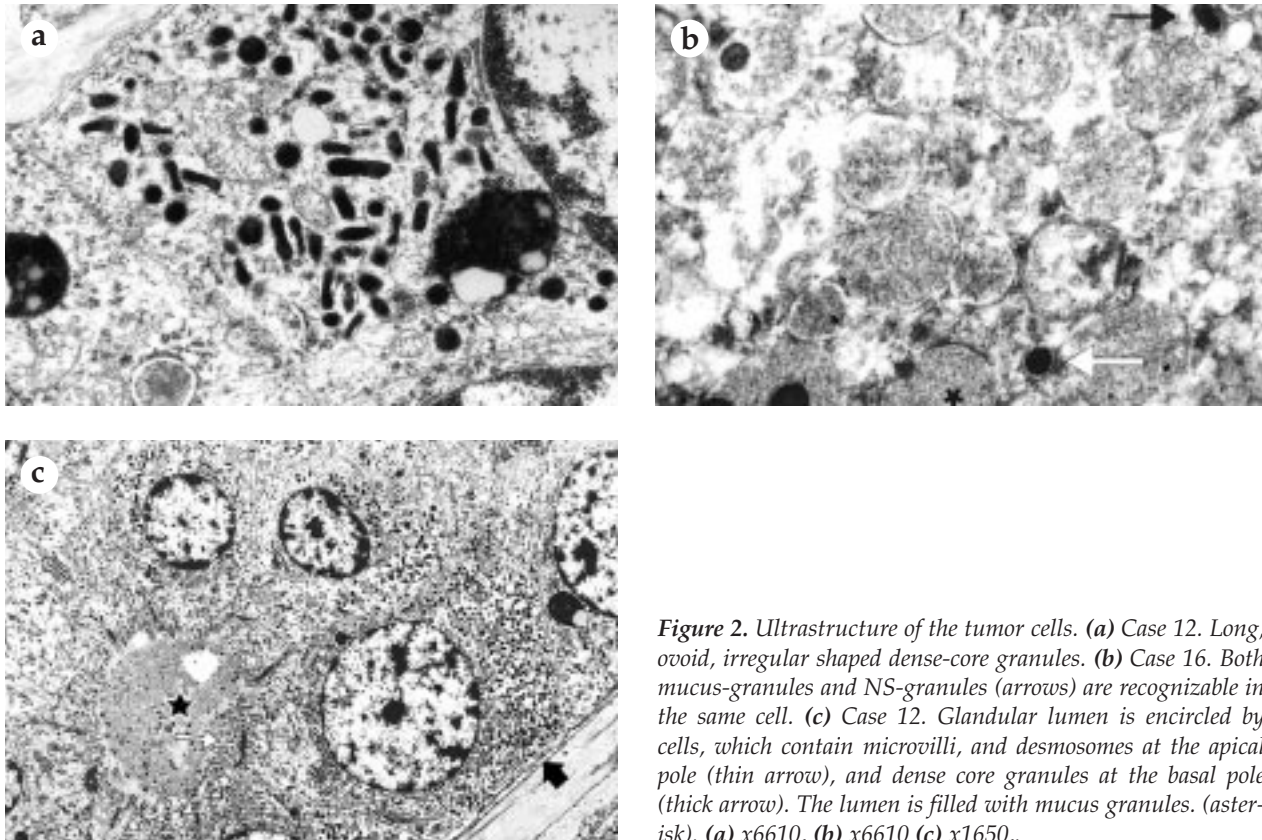 a
b
c
Figure 2. Ultrastructure of the tumor cells. (a) Case 12. Long,
ovoid, irregular shaped dense-core granules. (b) Case 16. Both
mucus-granules and NS-granules (arrows) are recognizable in
the same cell. (c) Case 12. Glandular lumen is encircled by
cells, which contain microvilli, and desmosomes at the apical
pole (thin arrow), and dense core granules at the basal pole
(thick arrow). The lumen is filled with mucus granules. (aster-
isk). (a) x6610, (b) x6610 (c) x1650..